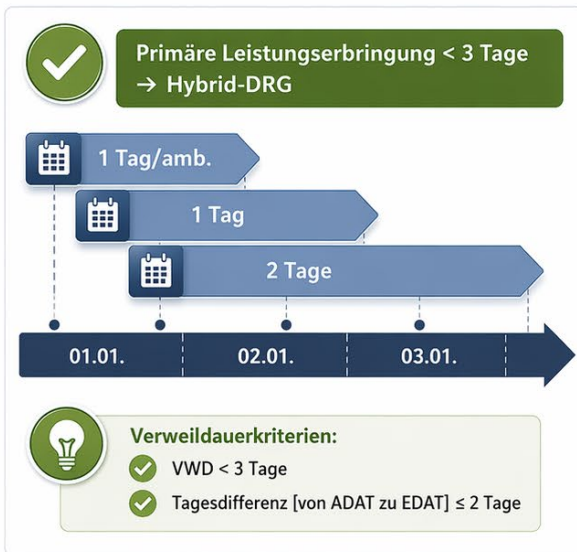 Primäre Leistungserbringung < 3 Tage
→ Hybrid-DRG
1 Tag/amb.
1 Tag
2 Tage
01.01.
02.01.
03.01.
Verweildauerkriterien:
VWD < 3 Tage
Tagesdifferenz [von ADAT zu EDAT] ≤ 2 Tage